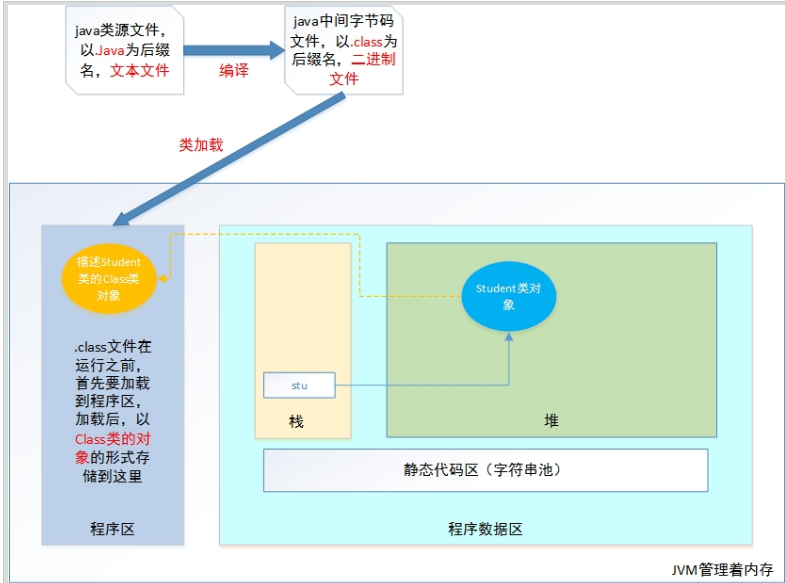 java类源文件，
以.Java为后缀
名，文本文件
编译
java中间字节码
文件，以.class为
后缀名，二进制
文件
类加载
描述Student
类的Class类
对象
.class文件在
运行之前，
首先要加载
到程序区，
加载后，以
Class类的对
象的形式存
储到这里
程序区
stu
栈
Student类对
象
堆
静态代码区（字符串池）
程序数据区
JVM管理着内存